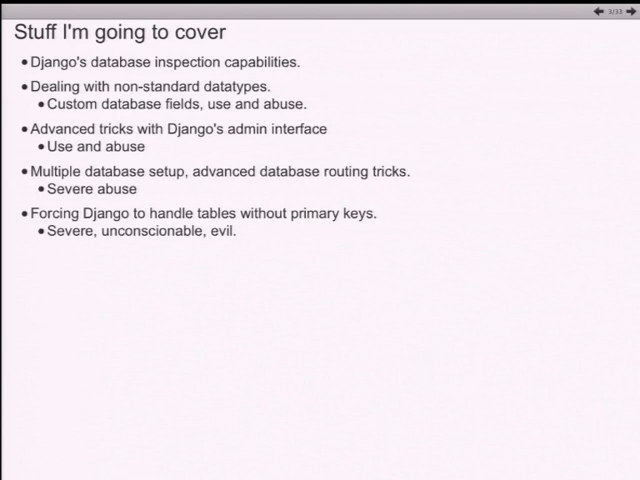 3/33
Stuff I'm going to cover
• Django's database inspection capabilities.
• Dealing with non-standard datatypes.
• Custom database fields, use and abuse.
• Advanced tricks with Django's admin interface
• Use and abuse
• Multiple database setup, advanced database routing tricks.
• Severe abuse
• Forcing Django to handle tables without primary keys.
• Severe, unconscionable, evil.